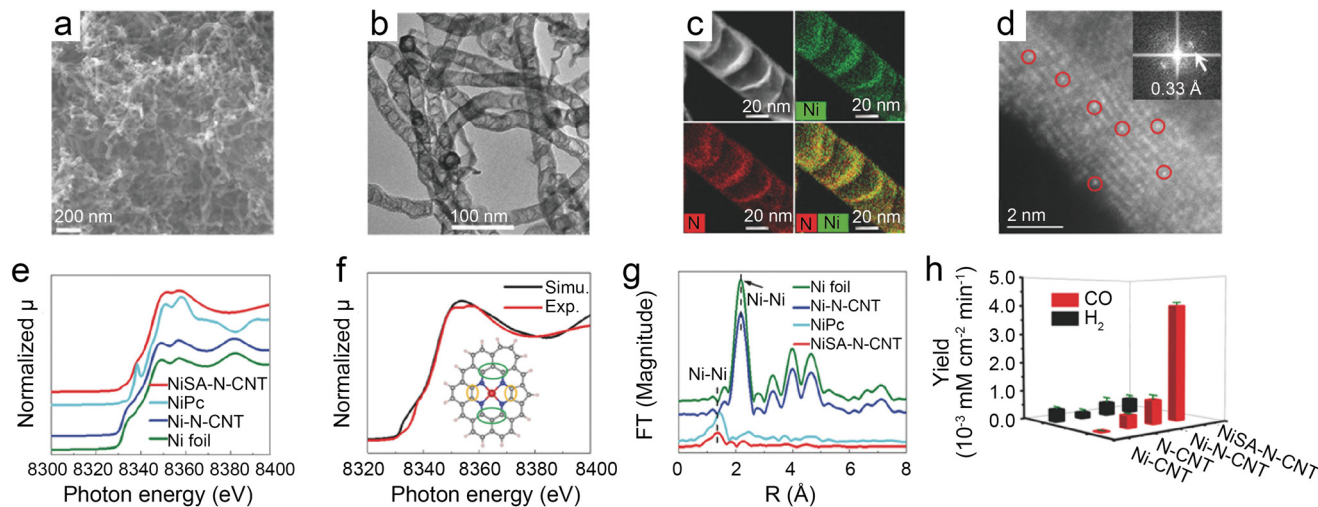 a
200 nm
b
100 nm
c
20 nm
Ni
20 nm
N
20 nm
N Ni
20 nm
d
0.33 Å
2 nm
e
Normalized μ
NiSA-N-CNT
NiPc
Ni-N-CNT
Ni foil
8300 8320 8340 8360 8380 8400
Photon energy (eV)
f
Normalized μ
Simu.
Exp.
8320 8340 8360 8380 8400
Photon energy (eV)
g
FT (Magnitude)
Ni foil
Ni-N-CNT
NiPc
NiSA-N-CNT
Ni-Ni
Ni-Ni
0 2 4 6 8
R (Å)
h
Yield
(10⁻³ mM cm⁻² min⁻¹)
5.0
4.0
3.0
2.0
1.0
0.0
CO
H₂
NiSA-N-CNT
Ni-N-CNT
N-CNT
Ni-CNT